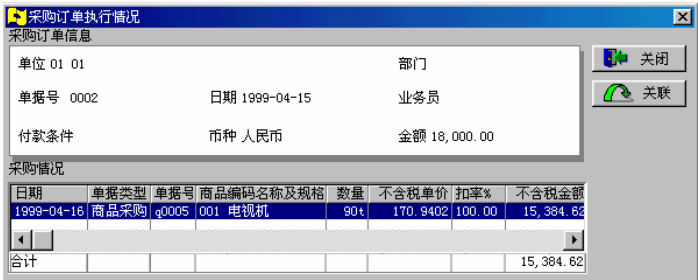 采购订单执行情况
采购订单信息
单位 01 01 部门
单据号 0002 日期 1999-04-15 业务员
付款条件 币种 人民币 金额 18,000.00
关闭
关联
采购情况
日期 单据类型 单据号 商品编码名称及规格 数量 不含税单价 扣率% 不含税金额
1999-04-16 商品采购 q0005 001 电视机 90t 170.9402 100.00 15,384.62
合计 15,384.62